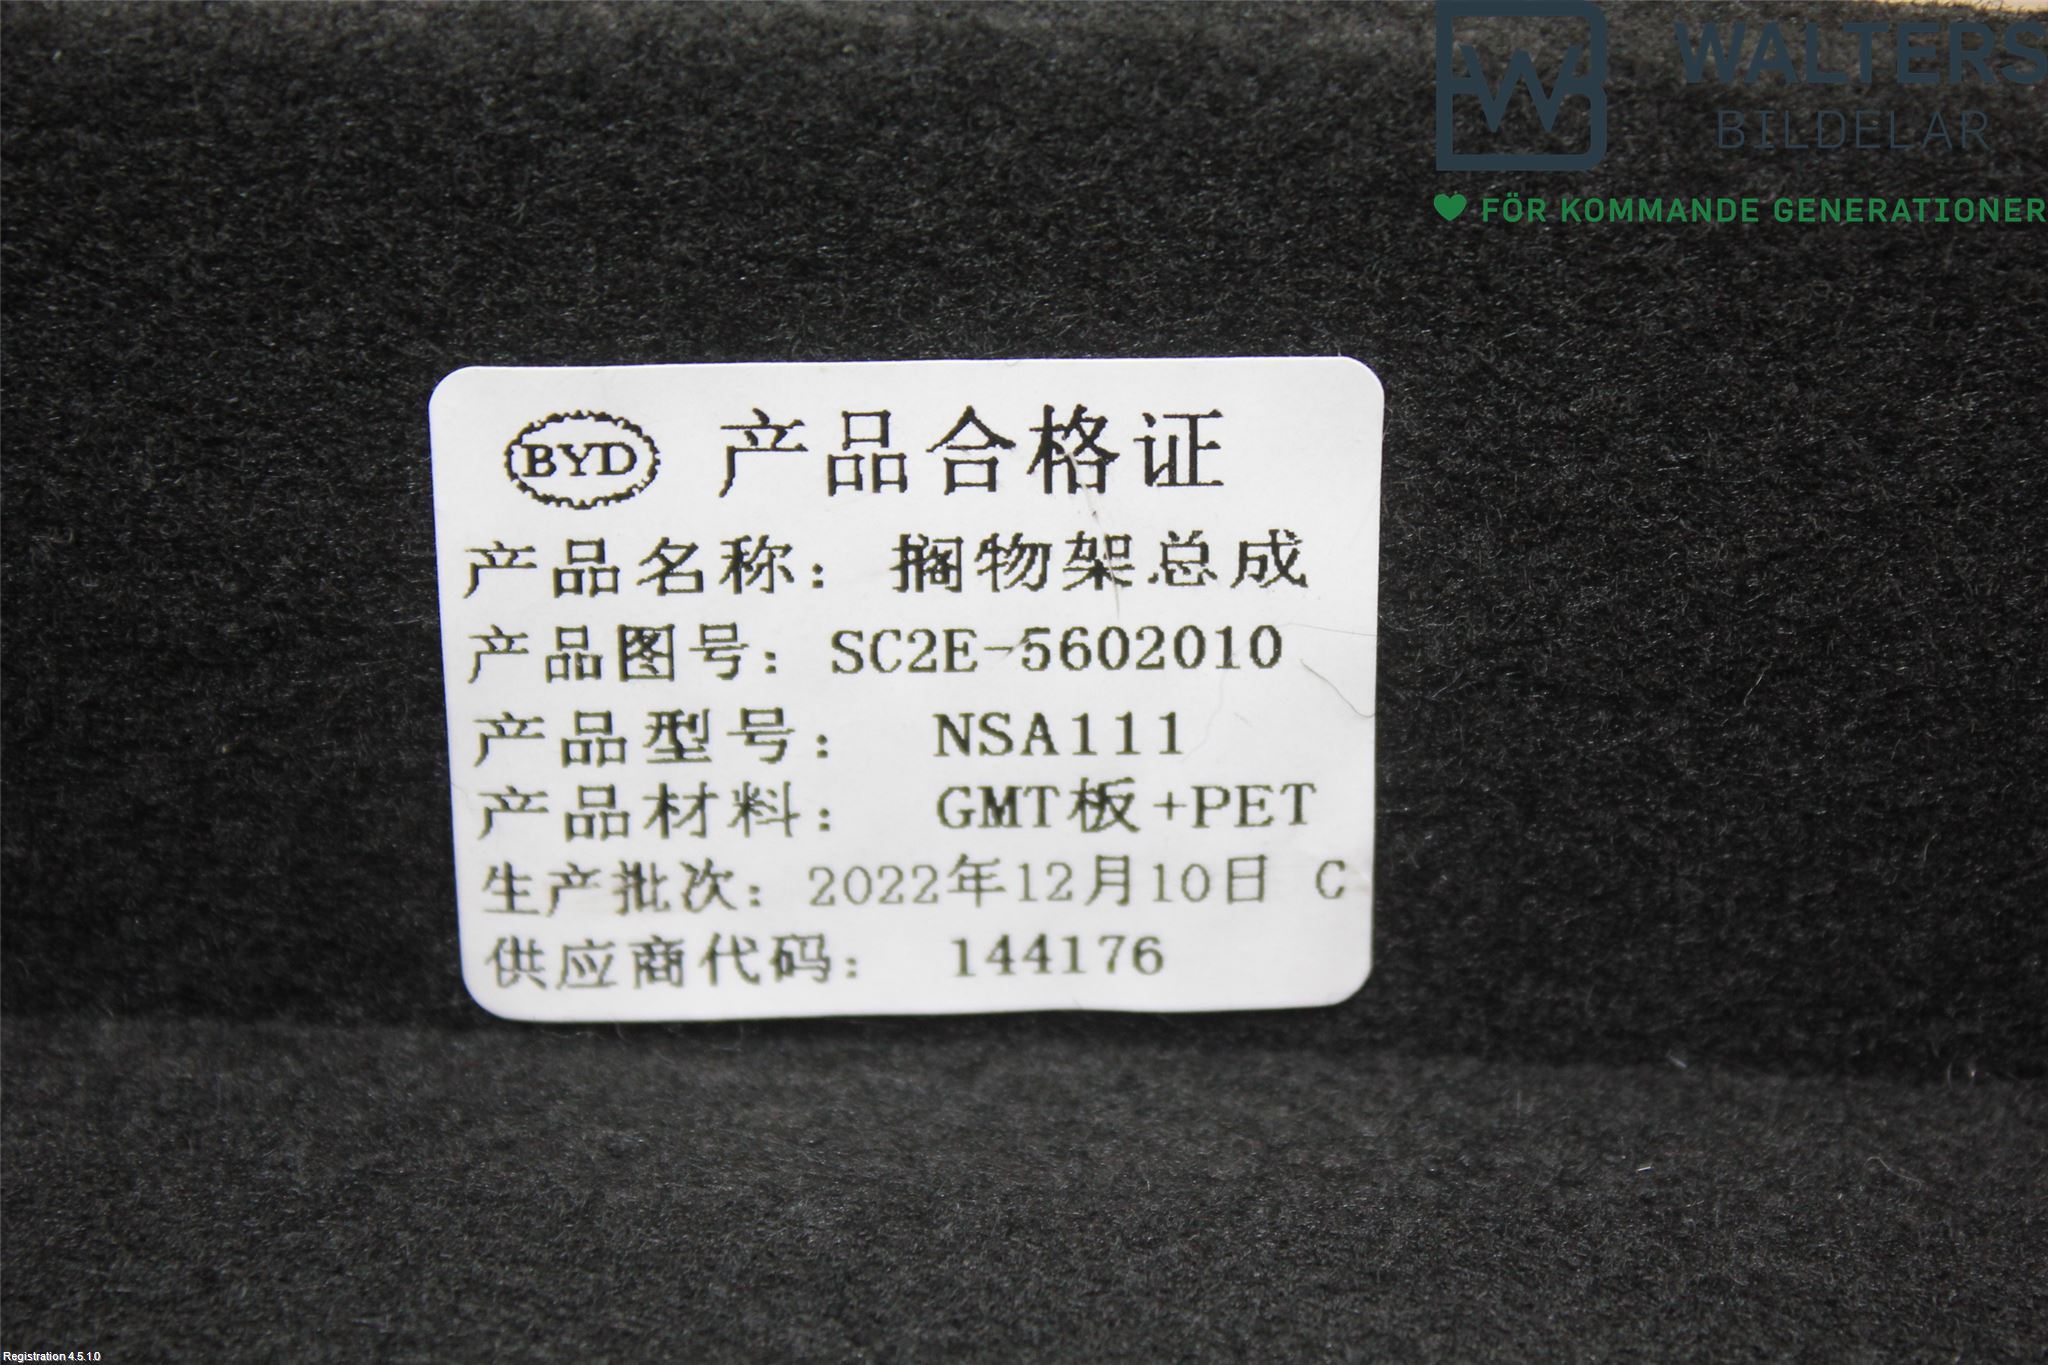 WALTERS
BILDELAR
FÖR KOMMANDE GENERATIONER
BYD 产品合格证
产品名称：搁物架总成
产品图号：SC2E-5602010
产品型号：NSA111
产品材料：GMT板+PET
生产批次：2022年12月10日 C
供应商代码：144176
Registration 4.5.1.0